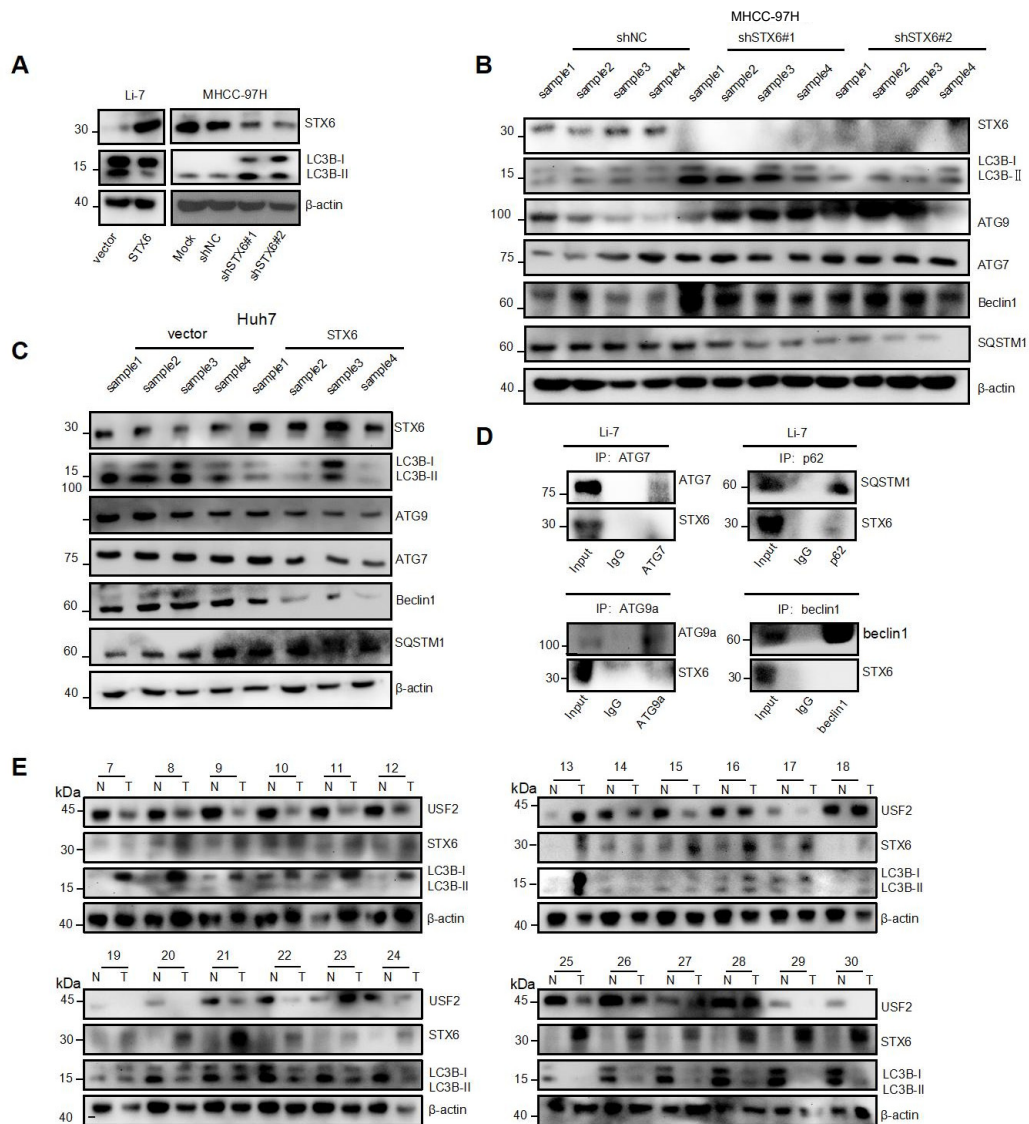 A
Li-7 MHCC-97H
30 STX6
15 LC3B-I
LC3B-II
40 β-actin
vector STX6 Mock shNC shSTX6#1 shSTX6#2
B
MHCC-97H
shNC shSTX6#1 shSTX6#2
sample1 sample2 sample3 sample4 sample1 sample2 sample3 sample4 sample1 sample2 sample3 sample4
30 STX6
LC3B-I
15 LC3B-Ⅱ
100 ATG9
75 ATG7
60 Beclin1
60 SQSTM1
40 β-actin
C
Huh7
vector STX6
sample1 sample2 sample3 sample4 sample1 sample2 sample3 sample4
30 STX6
LC3B-I
15 LC3B-II
100
ATG9
75 ATG7
60 Beclin1
60 SQSTM1
40 β-actin
D
Li-7
IP: ATG7
75 ATG7
30 STX6
Input IgG ATG7
Li-7
IP: p62
60 SQSTM1
30 STX6
Input IgG p62
IP: ATG9a
100 ATG9a
30 STX6
Input IgG ATG9a
IP: beclin1
60 beclin1
30 STX6
Input IgG beclin1
E
7 8 9 10 11 12
kDa N T N T N T N T N T N T
45 USF2
30 STX6
LC3B-I
15 LC3B-II
40 β-actin
13 14 15 16 17 18
kDa N T N T N T N T N T N T
45 USF2
30 STX6
15 LC3B-I
LC3B-II
40 β-actin
19 20 21 22 23 24
kDa N T N T N T N T N T N T
45 USF2
30 STX6
15 LC3B-I
LC3B-II
40 β-actin
25 26 27 28 29 30
kDa N T N T N T N T N T N T
45 USF2
30 STX6
15 LC3B-I
LC3B-II
40 β-actin